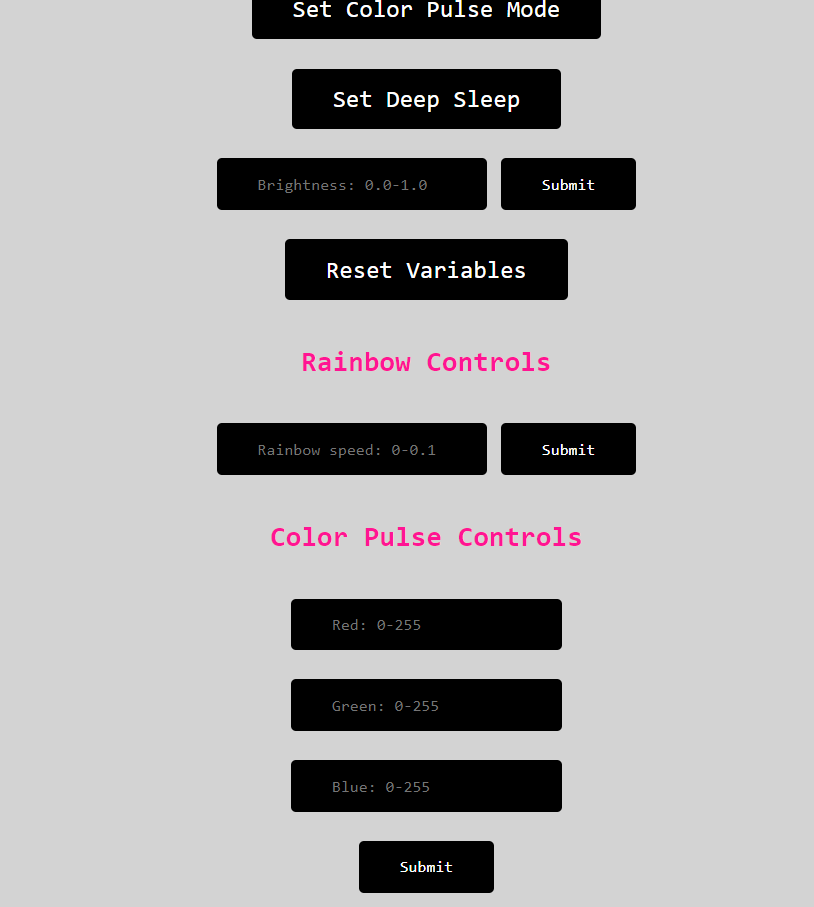 Set Color Pulse Mode
Set Deep Sleep
Brightness: 0.0-1.0 Submit
Reset Variables
Rainbow Controls
Rainbow speed: 0-0.1 Submit
Color Pulse Controls
Red: 0-255
Green: 0-255
Blue: 0-255
Submit